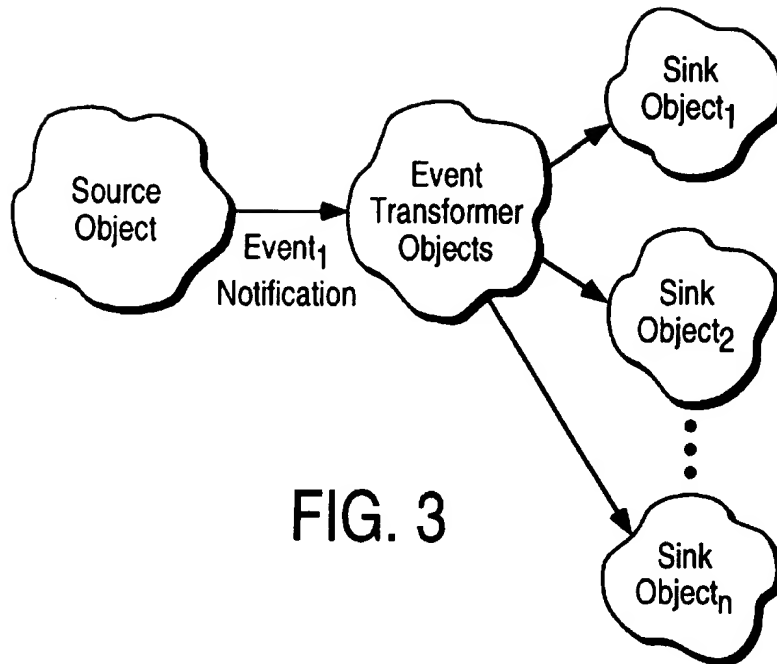 Source
Object
Event₁
Notification
Event
Transformer
Objects
Sink
Object₁
Sink
Object₂
Sink
Objectₙ
FIG. 3